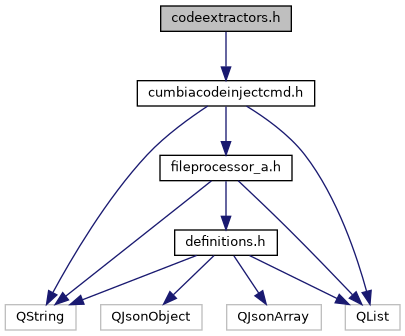 codeextractors.h
cumbiacodeinjectcmd.h
fileprocessor_a.h
definitions.h
QString
QJsonObject
QJsonArray
QList